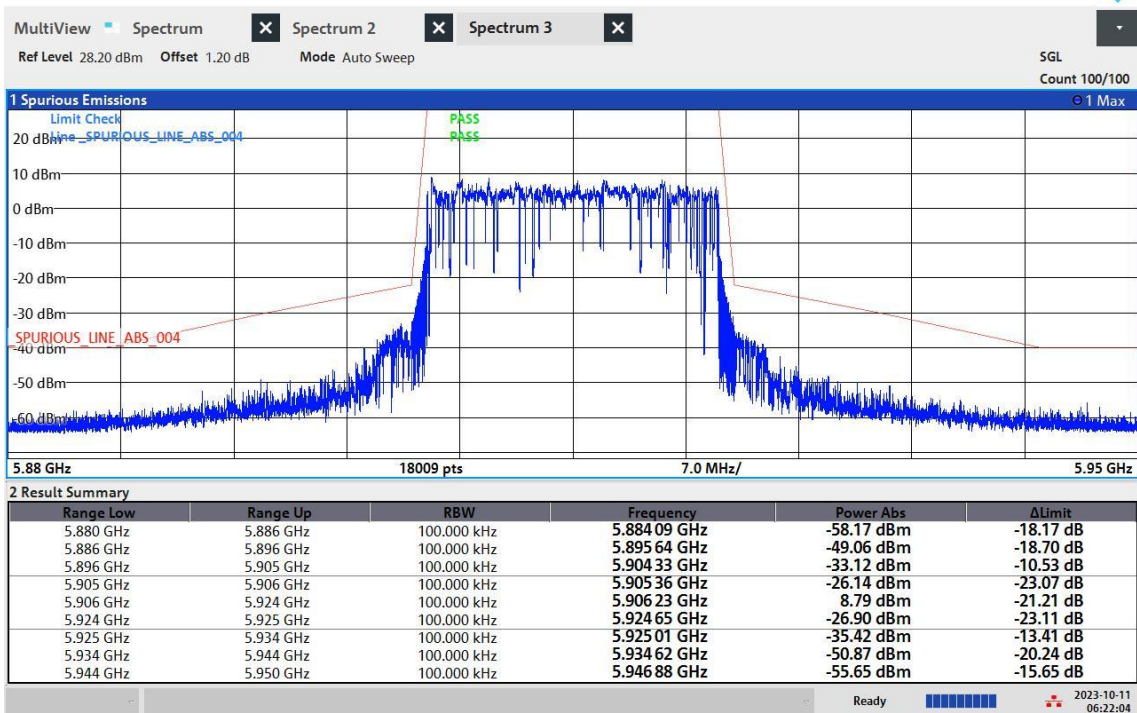 MultiView Spectrum X Spectrum 2 X Spectrum 3 X
Ref Level 28.20 dBm Offset 1.20 dB Mode Auto Sweep SGL
Count 100/100
1 Spurious Emissions 1 Max
Limit Check PASS
Line _SPURIOUS_LINE_ABS_004 PASS
20 dBm
10 dBm
0 dBm
-10 dBm
-20 dBm
-30 dBm
_SPURIOUS_LINE_ABS_004
-40 dBm
-50 dBm
-60 dBm
5.88 GHz 18009 pts 7.0 MHz/ 5.95 GHz
2 Result Summary
Range Low Range Up RBW Frequency Power Abs ΔLimit
5.880 GHz 5.886 GHz 100.000 kHz 5.884 09 GHz -58.17 dBm -18.17 dB
5.886 GHz 5.896 GHz 100.000 kHz 5.895 64 GHz -49.06 dBm -18.70 dB
5.896 GHz 5.905 GHz 100.000 kHz 5.904 33 GHz -33.12 dBm -10.53 dB
5.905 GHz 5.906 GHz 100.000 kHz 5.905 36 GHz -26.14 dBm -23.07 dB
5.906 GHz 5.924 GHz 100.000 kHz 5.906 23 GHz 8.79 dBm -21.21 dB
5.924 GHz 5.925 GHz 100.000 kHz 5.924 65 GHz -26.90 dBm -23.11 dB
5.925 GHz 5.934 GHz 100.000 kHz 5.925 01 GHz -35.42 dBm -13.41 dB
5.934 GHz 5.944 GHz 100.000 kHz 5.934 62 GHz -50.87 dBm -20.24 dB
5.944 GHz 5.950 GHz 100.000 kHz 5.946 88 GHz -55.65 dBm -15.65 dB
Ready 2023-10-11
06:22:04